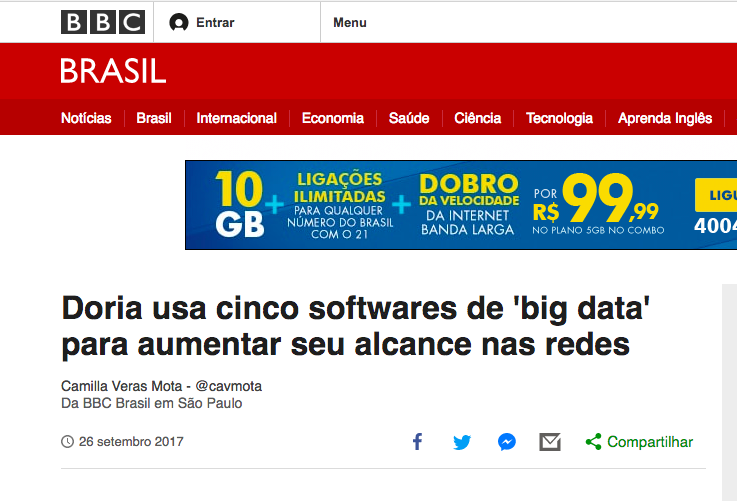 BBC Entrar Menu
BRASIL
Notícias Brasil Internacional Economia Saúde Ciência Tecnologia Aprenda Inglês
10 GB
+
LIGAÇÕES
ILIMITADAS
PARA QUALQUER
NÚMERO DO BRASIL
COM O 21
+
DOBRO
DA VELOCIDADE
DA INTERNET
BANDA LARGA
POR
R$ 99,99
NO PLANO 5GB NO COMBO
LIGU
4004
Doria usa cinco softwares de 'big data'
para aumentar seu alcance nas redes
Camilla Veras Mota - @cavmota
Da BBC Brasil em São Paulo
26 setembro 2017
Compartilhar